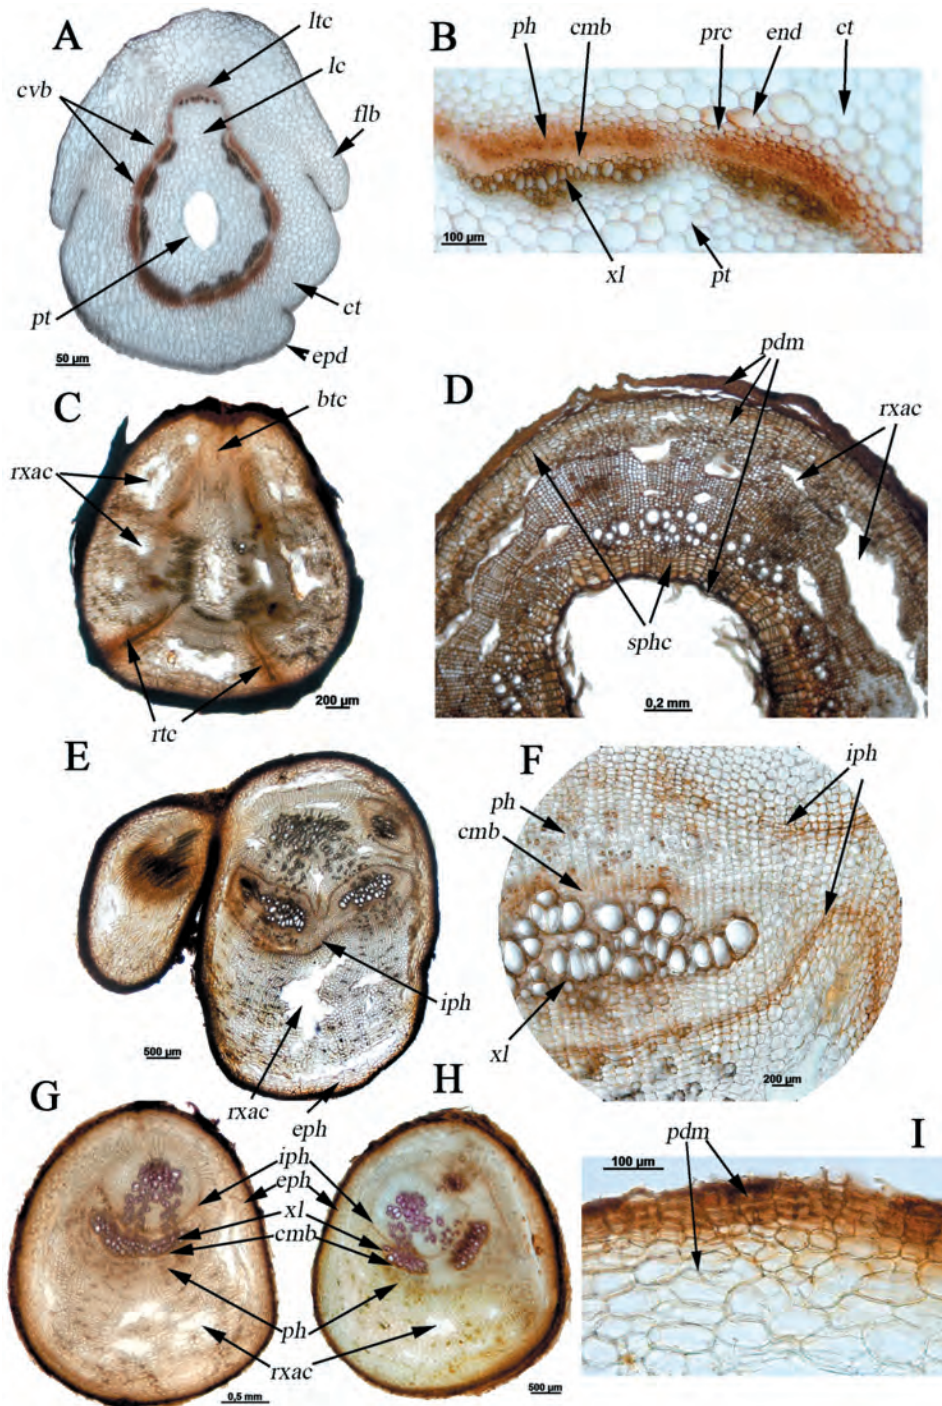 A
ltc
lc
cvb
flb
pt
ct
epd
50 µm
B
ph cmb prc end ct
xl pt
100 µm
C
btc
rxac
rtc
200 µm
D
pdm
rxac
sphc
0,2 mm
E
iph
rxac
eph
500 µm
F
iph
ph
cmb
xl
200 µm
G
H
iph
eph
xl
cmb
ph
rxac
0,5 mm
500 µm
I
pdm
100 µm